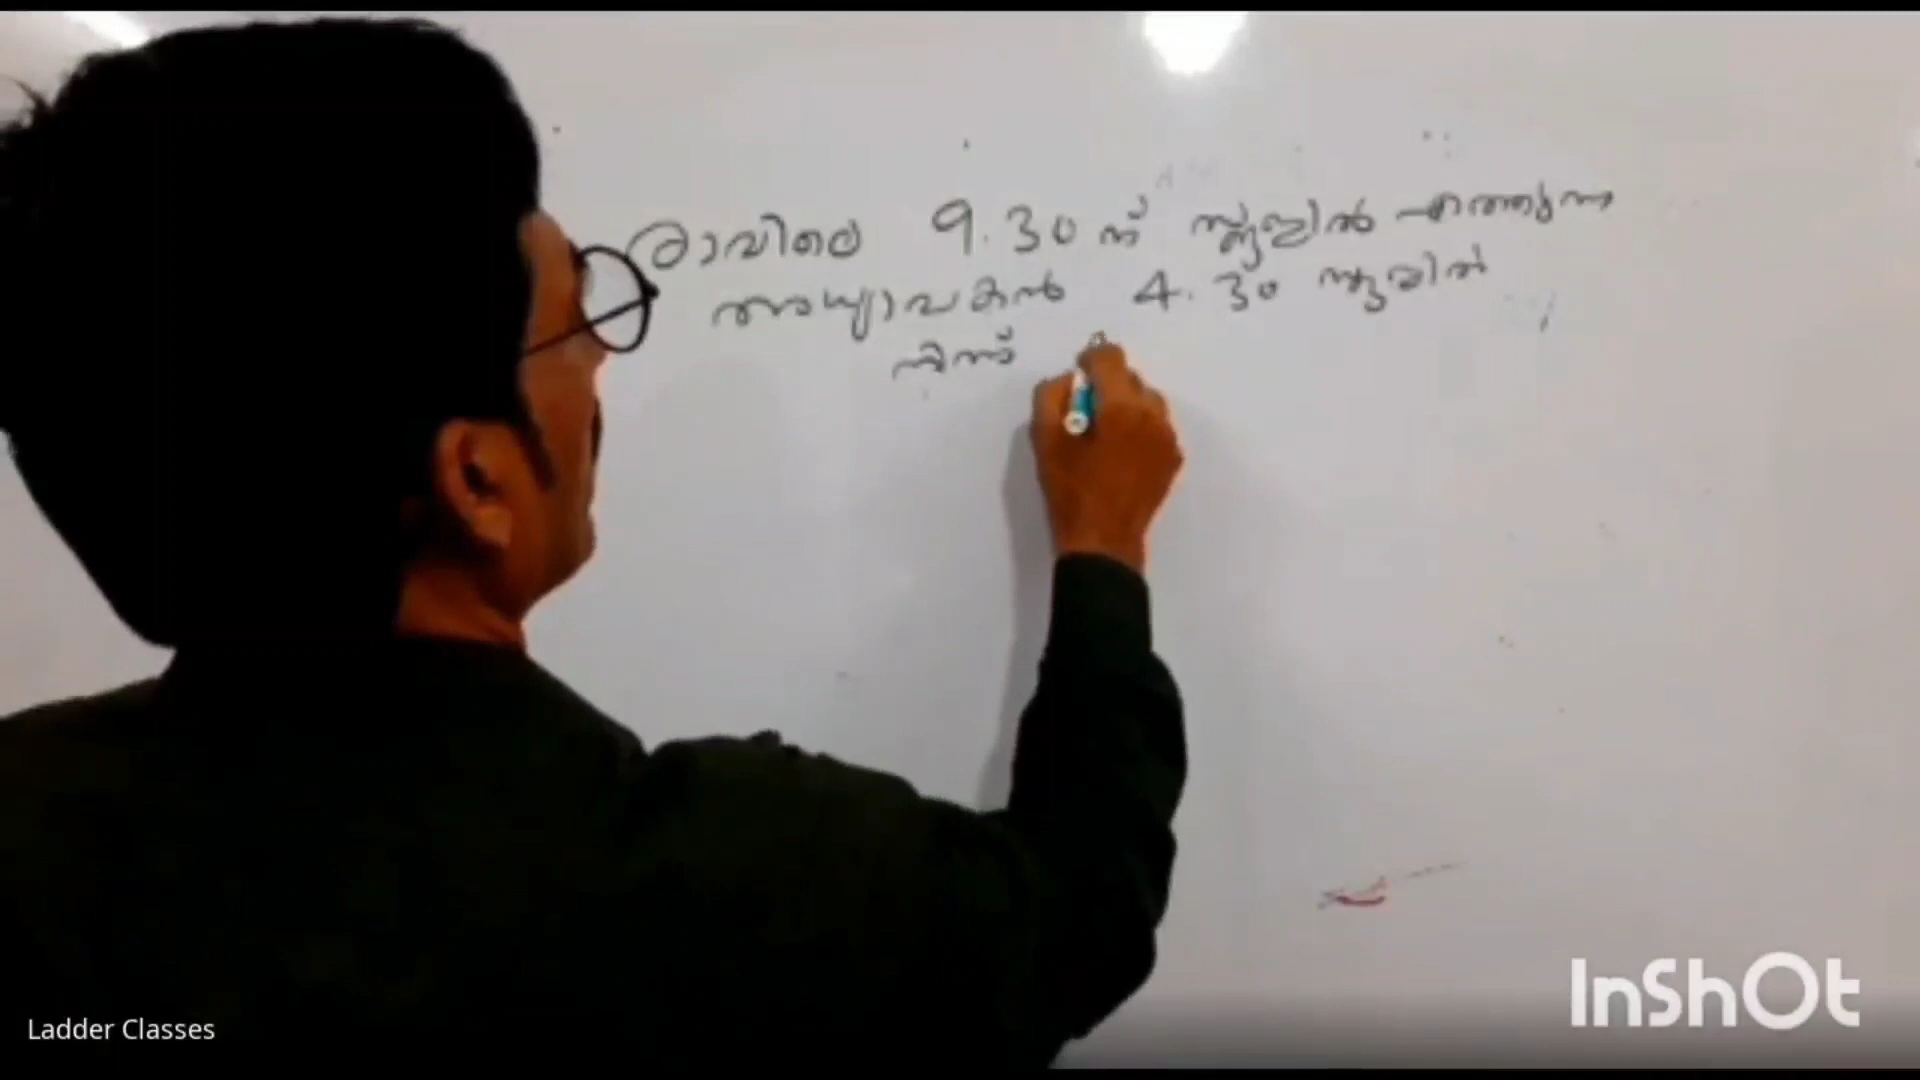 രാവിലെ 9.30 ന് സ്കൂളിൽ എത്തുന്ന
അധ്യാപകൻ 4.30 സ്കൂളിൽ
നിന്ന്
Ladder Classes
InShOt